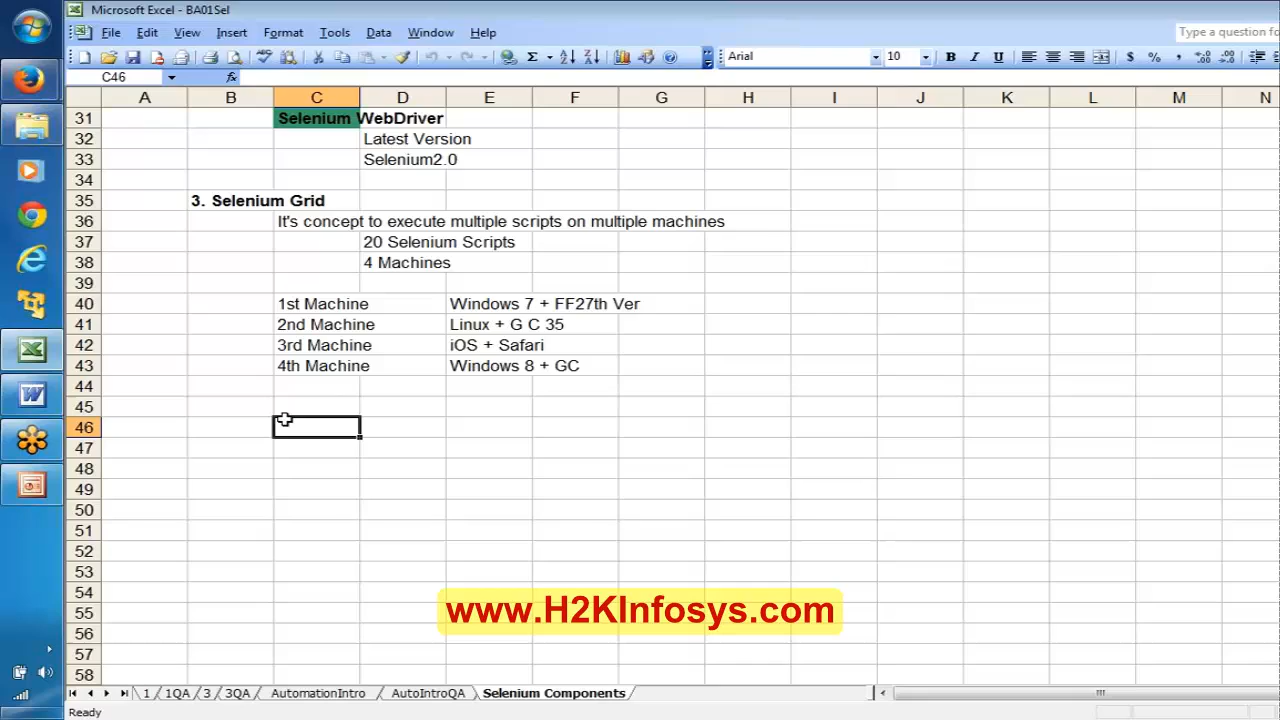 Microsoft Excel - BA01Sel
File Edit View Insert Format Tools Data Window Help
Type a question fo
Arial 10 B I U $ %
C46 fx
A B C D E F G H I J K L M N
31 Selenium WebDriver
32 Latest Version
33 Selenium2.0
34
35 3. Selenium Grid
36 It's concept to execute multiple scripts on multiple machines
37 20 Selenium Scripts
38 4 Machines
39
40 1st Machine Windows 7 + FF27th Ver
41 2nd Machine Linux + G C 35
42 3rd Machine iOS + Safari
43 4th Machine Windows 8 + GC
44
45
46
47
48
49
50
51
52
53
54
55
www.H2KInfosys.com
56
57
58
1 1QA 3 3QA AutomationIntro AutoIntroQA Selenium Components
Ready